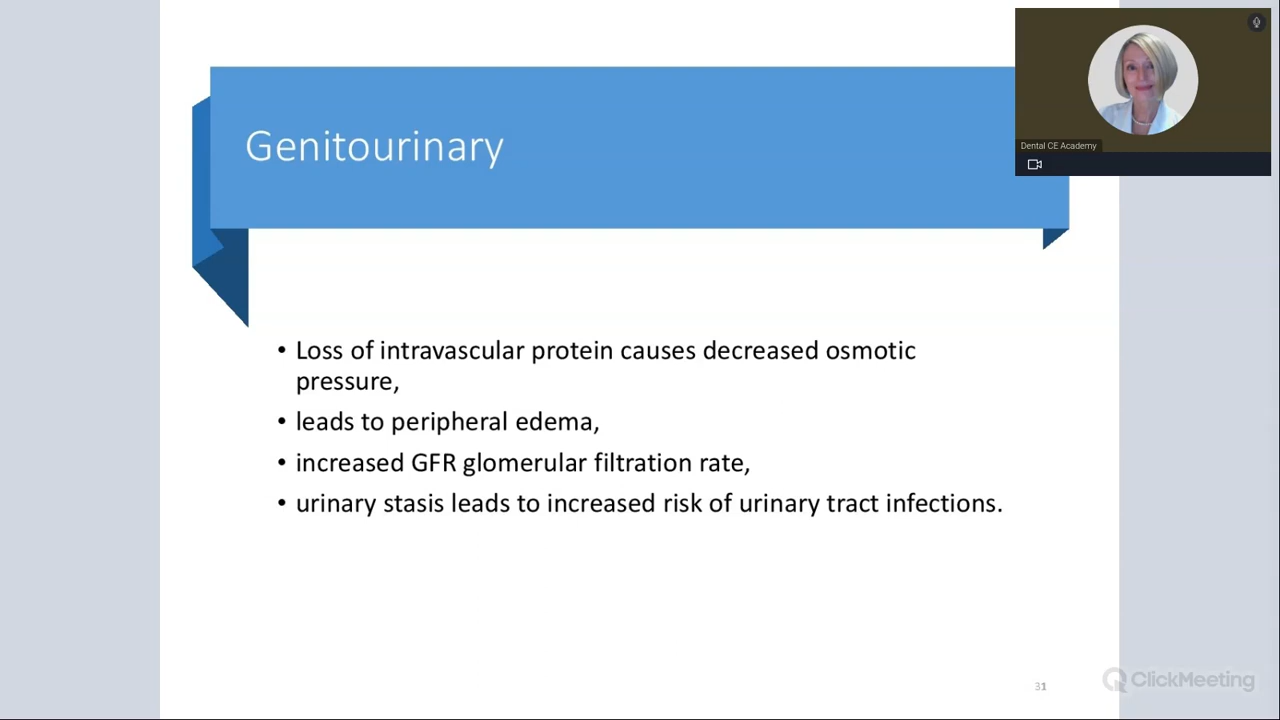 Genitourinary
Dental CE Academy
• Loss of intravascular protein causes decreased osmotic
pressure,
• leads to peripheral edema,
• increased GFR glomerular filtration rate,
• urinary stasis leads to increased risk of urinary tract infections.
31
ClickMeeting